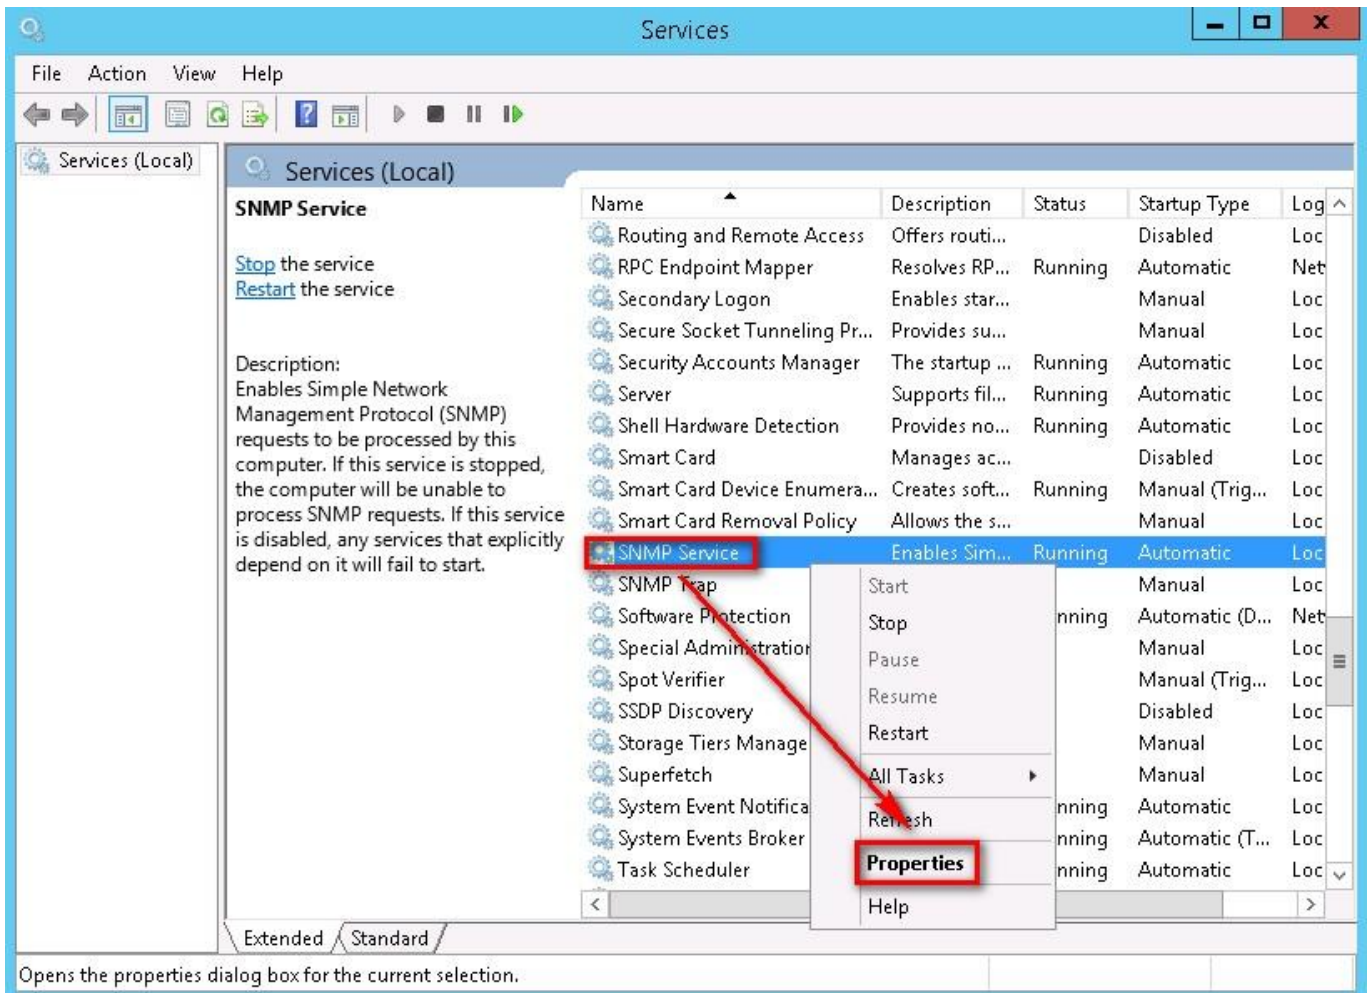 Services
File Action View Help
Services (Local)
Services (Local)
SNMP Service
Stop the service
Restart the service
Description:
Enables Simple Network
Management Protocol (SNMP)
requests to be processed by this
computer. If this service is stopped,
the computer will be unable to
process SNMP requests. If this service
is disabled, any services that explicitly
depend on it will fail to start.
Name Description Status Startup Type Log
Routing and Remote Access Offers routi... Disabled Loc
RPC Endpoint Mapper Resolves RP... Running Automatic Net
Secondary Logon Enables star... Manual Loc
Secure Socket Tunneling Pr... Provides su... Manual Loc
Security Accounts Manager The startup ... Running Automatic Loc
Server Supports fil... Running Automatic Loc
Shell Hardware Detection Provides no... Running Automatic Loc
Smart Card Manages ac... Disabled Loc
Smart Card Device Enumera... Creates soft... Running Manual (Trig... Loc
Smart Card Removal Policy Allows the s... Manual Loc
SNMP Service Enables Sim... Running Automatic Loc
SNMP Trap Manual Loc
Software Protection nning Automatic (D... Net
Special Administration Manual Loc
Spot Verifier Manual (Trig... Loc
SSDP Discovery Disabled Loc
Storage Tiers Manage Manual Loc
Superfetch Manual Loc
System Event Notifica nning Automatic Loc
System Events Broker nning Automatic (T... Loc
Task Scheduler nning Automatic Loc
Start
Stop
Pause
Resume
Restart
All Tasks
Refresh
Properties
Help
Extended Standard
Opens the properties dialog box for the current selection.